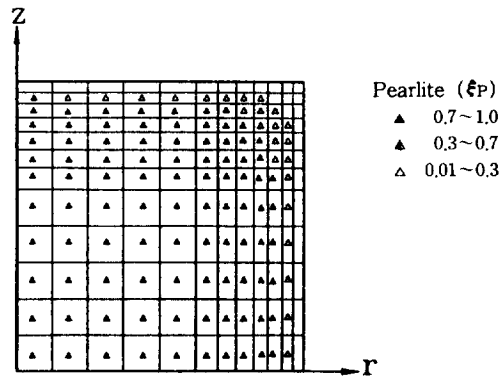 Z
Pearlite (ξP)
▲ 0.7~1.0
▲ 0.3~0.7
△ 0.01~0.3
r